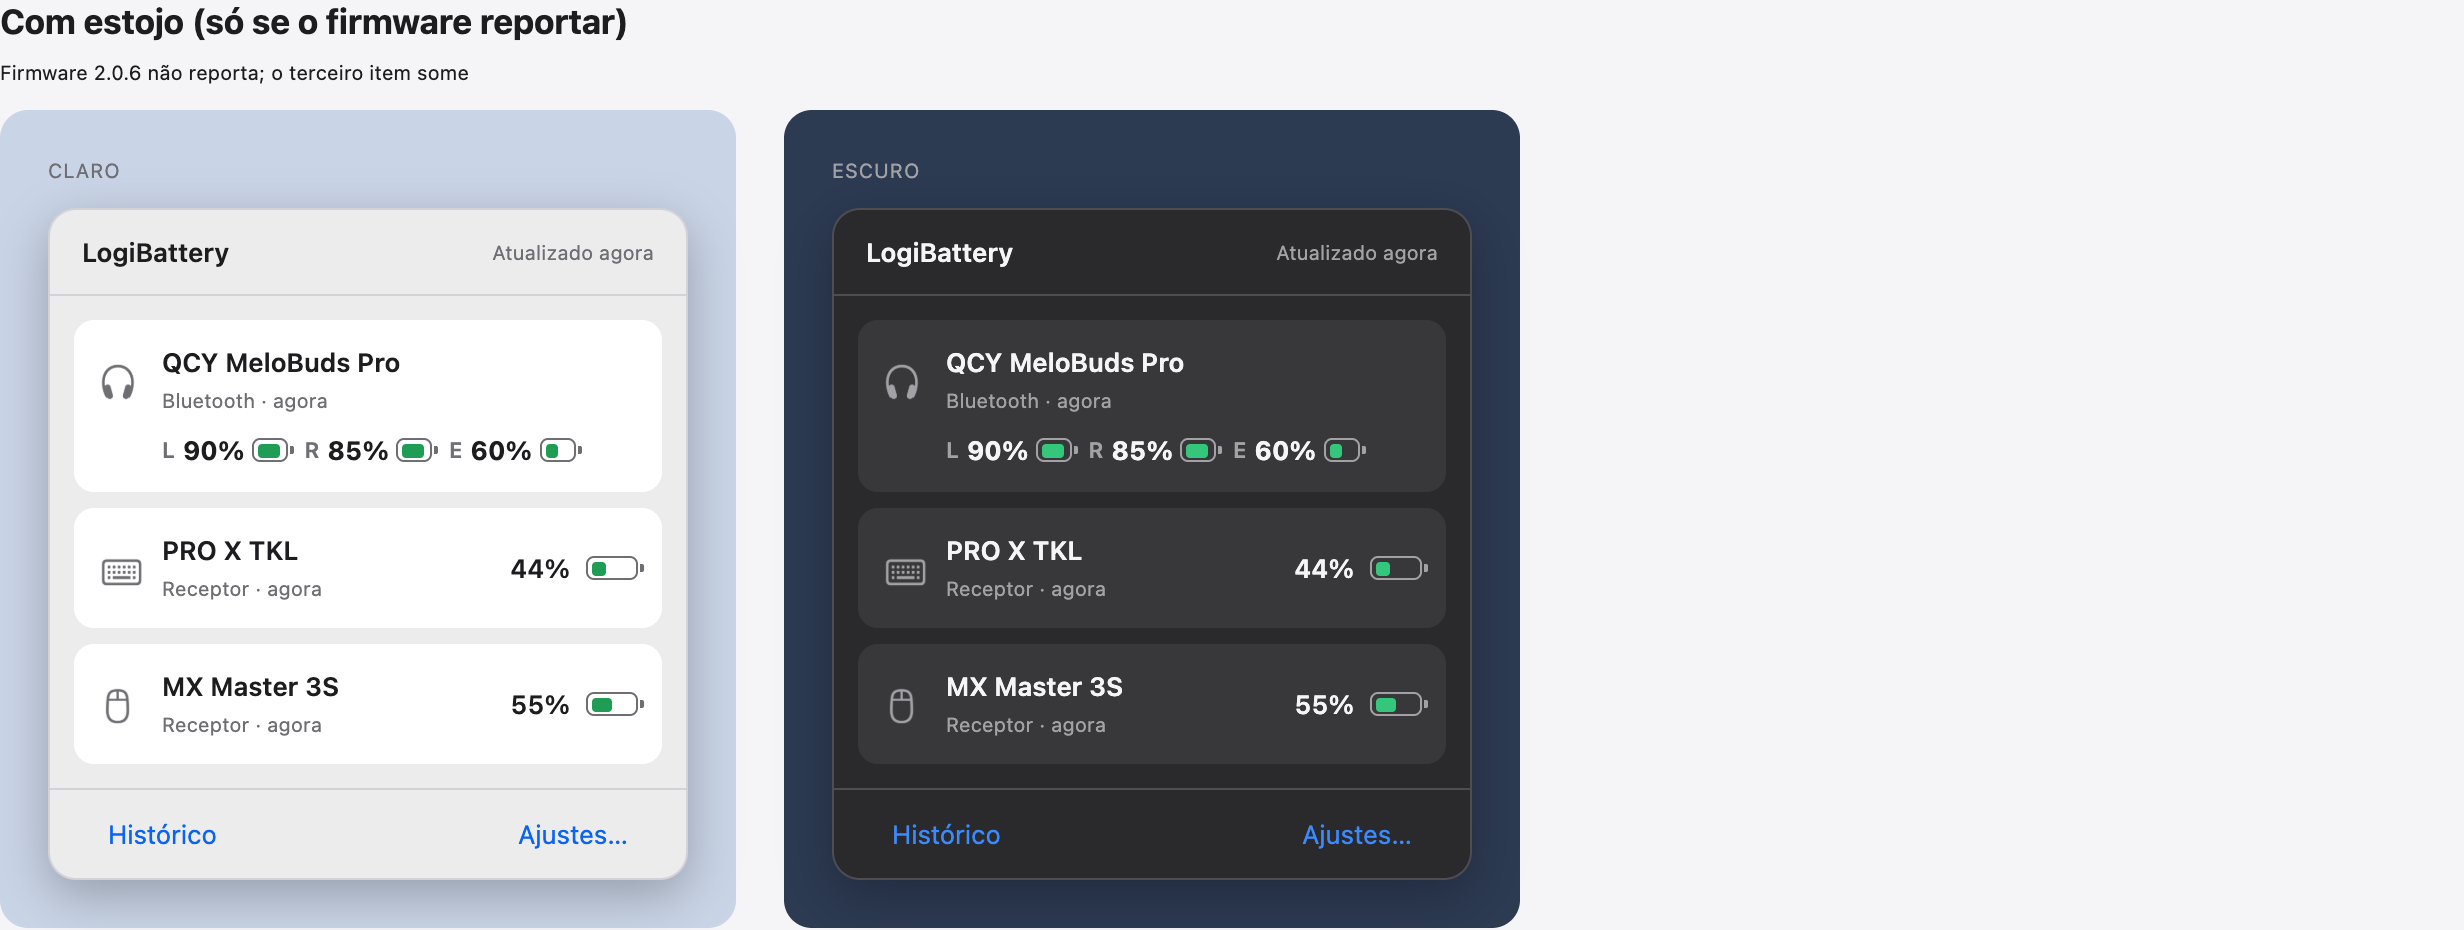 Com estojo (só se o firmware reportar)
Firmware 2.0.6 não reporta; o terceiro item some
CLARO
LogiBattery Atualizado agora
QCY MeloBuds Pro
Bluetooth · agora
L 90% R 85% E 60%
PRO X TKL
44%
Receptor · agora
MX Master 3S
55%
Receptor · agora
Histórico Ajustes...
ESCURO
LogiBattery Atualizado agora
QCY MeloBuds Pro
Bluetooth · agora
L 90% R 85% E 60%
PRO X TKL
44%
Receptor · agora
MX Master 3S
55%
Receptor · agora
Histórico Ajustes...